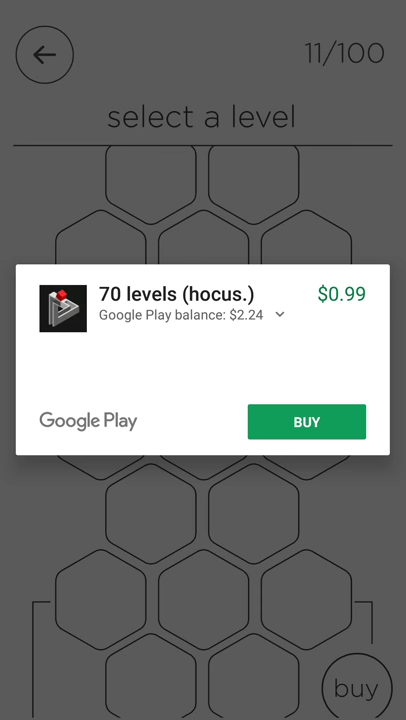 11/100
select a level
70 levels (hocus.)
$0.99
Google Play balance: $2.24
Google Play
BUY
buy